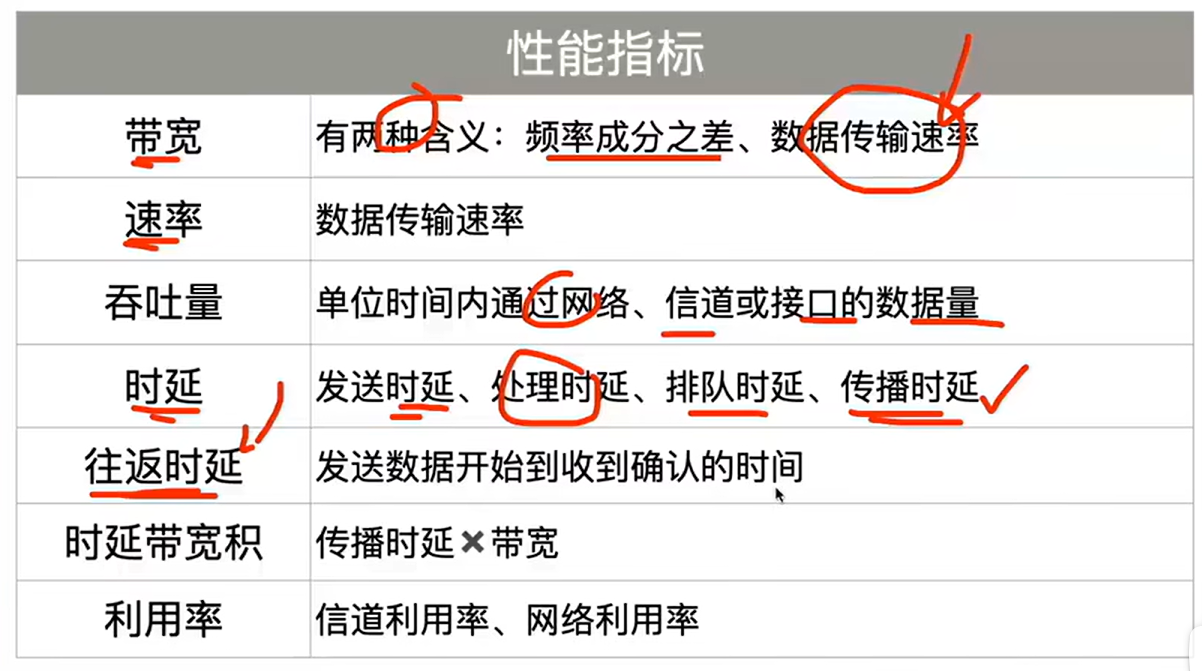 性能指标
带宽 有两种含义：频率成分之差、数据传输速率
速率 数据传输速率
吞吐量 单位时间内通过网络、信道或接口的数据量
时延 发送时延、处理时延、排队时延、传播时延
往返时延 发送数据开始到收到确认的时间
时延带宽积 传播时延✖带宽
利用率 信道利用率、网络利用率